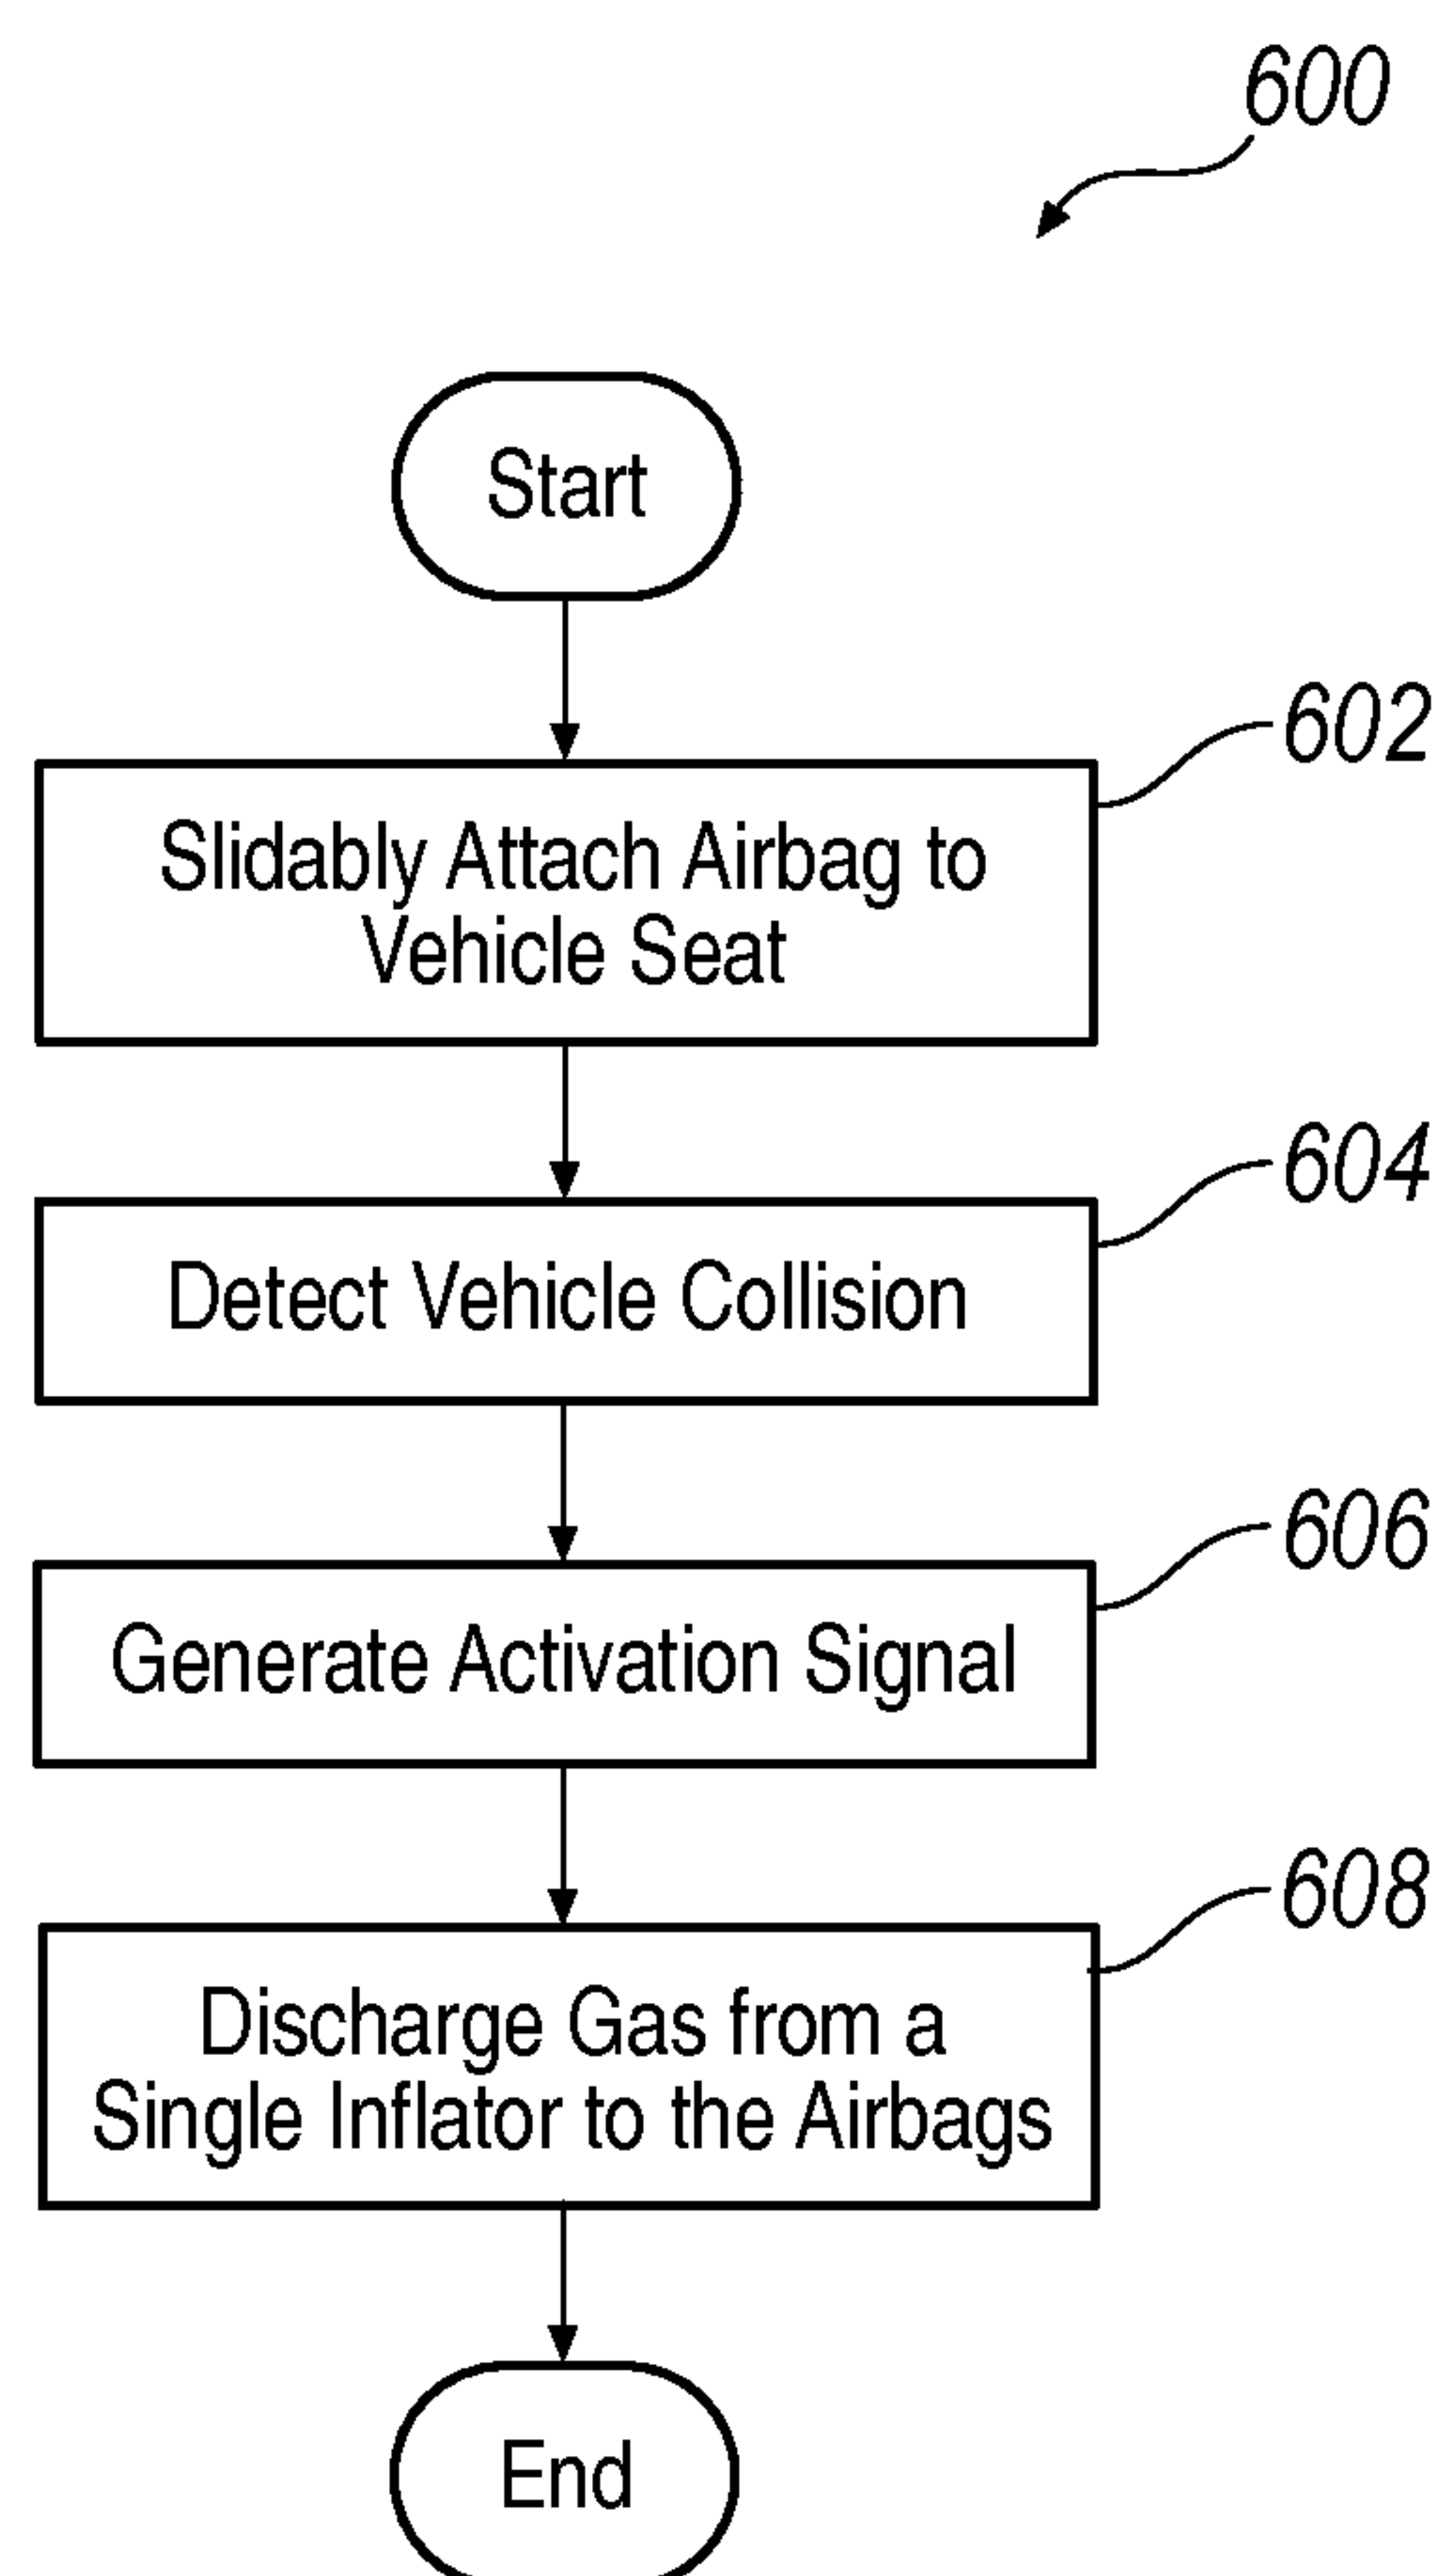 600
Start
602
Slidably Attach Airbag to
Vehicle Seat
604
Detect Vehicle Collision
606
Generate Activation Signal
608
Discharge Gas from a
Single Inflator to the Airbags
End